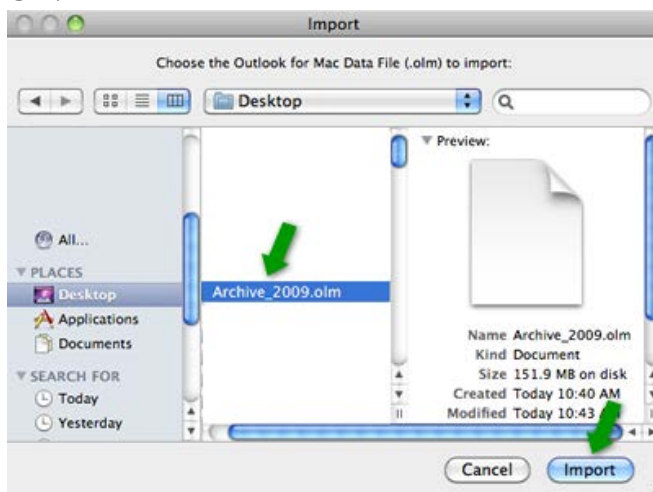 Import
Choose the Outlook for Mac Data File (.olm) to import:
Desktop
Preview:
All...
PLACES
Desktop
Applications
Documents
SEARCH FOR
Today
Yesterday
Archive_2009.olm
Name Archive_2009.olm
Kind Document
Size 151.9 MB on disk
Created Today 10:40 AM
Modified Today 10:43
Cancel
Import